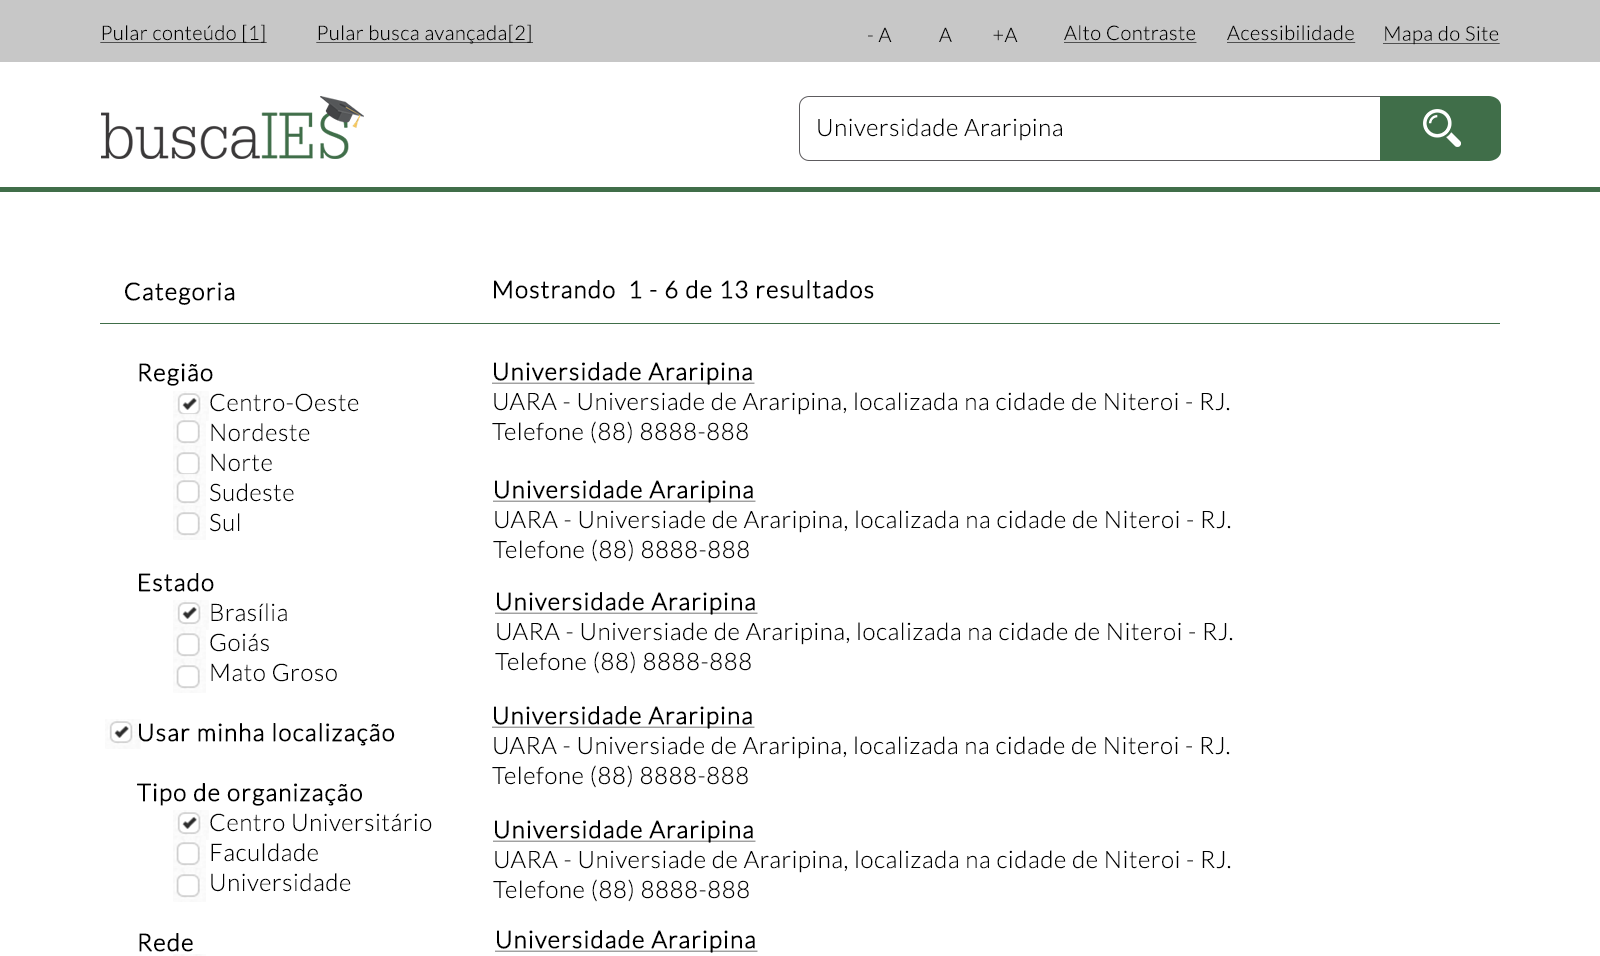 Pular conteúdo [1] Pular busca avançada[2] - A A +A Alto Contraste Acessibilidade Mapa do Site
buscaIES
Universidade Araripina
Categoria
Região
Centro-Oeste
Nordeste
Norte
Sudeste
Sul
Estado
Brasília
Goiás
Mato Groso
Usar minha localização
Tipo de organização
Centro Universitário
Faculdade
Universidade
Rede
Mostrando 1 - 6 de 13 resultados
Universidade Araripina
UARA - Universiade de Araripina, localizada na cidade de Niteroi - RJ.
Telefone (88) 8888-888
Universidade Araripina
UARA - Universiade de Araripina, localizada na cidade de Niteroi - RJ.
Telefone (88) 8888-888
Universidade Araripina
UARA - Universiade de Araripina, localizada na cidade de Niteroi - RJ.
Telefone (88) 8888-888
Universidade Araripina
UARA - Universiade de Araripina, localizada na cidade de Niteroi - RJ.
Telefone (88) 8888-888
Universidade Araripina
UARA - Universiade de Araripina, localizada na cidade de Niteroi - RJ.
Telefone (88) 8888-888
Universidade Araripina